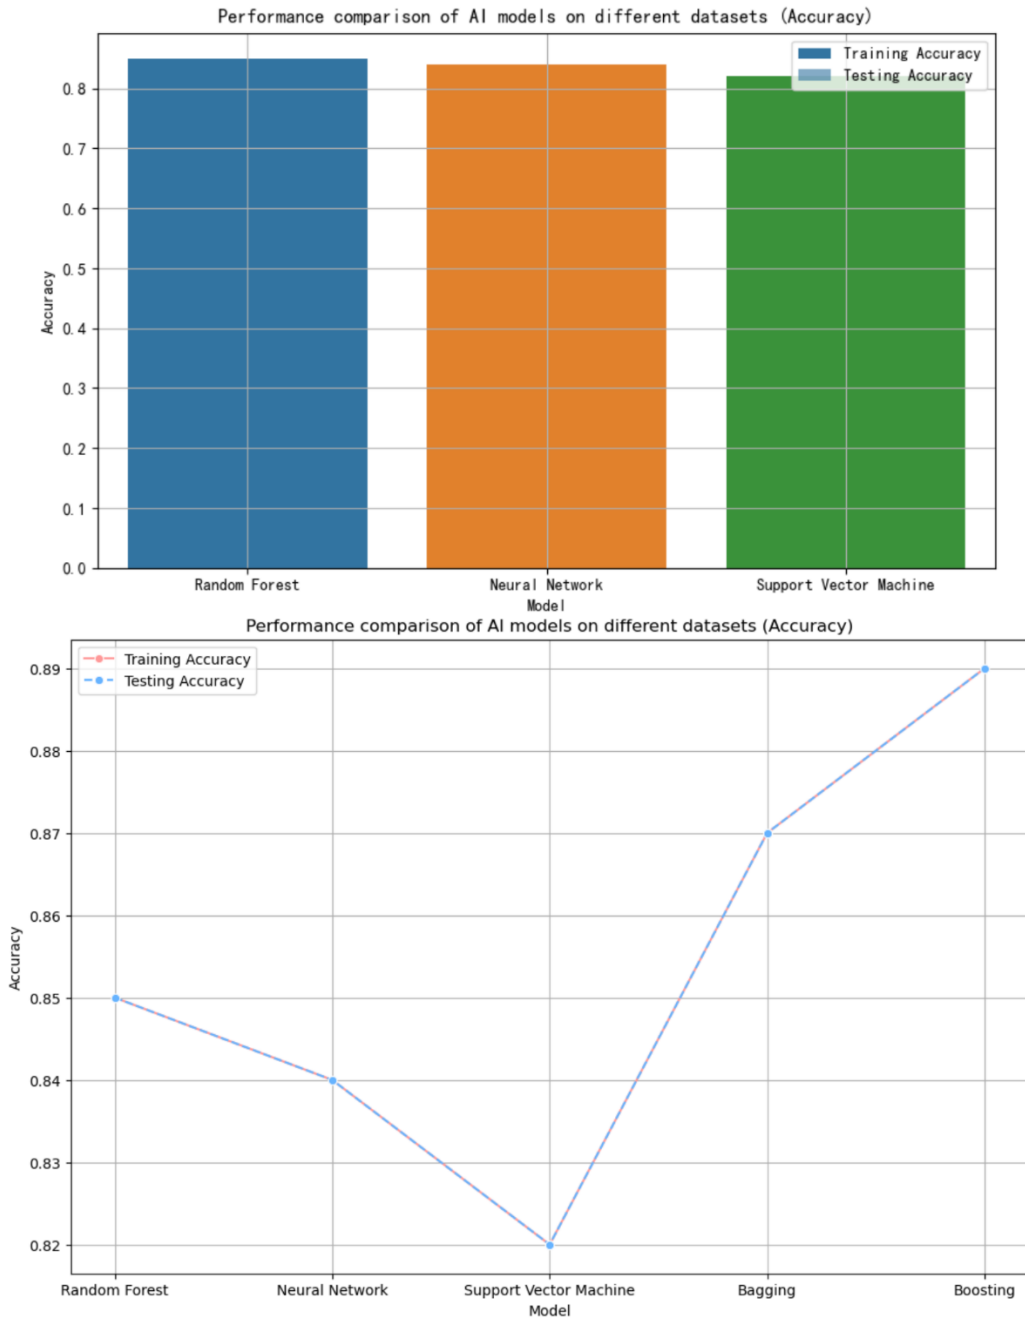 Performance comparison of AI models on different datasets (Accuracy)
Training Accuracy
Testing Accuracy
0.8
0.7
0.6
0.5
0.4
0.3
0.2
0.1
0.0
Accuracy
Random Forest
Neural Network
Support Vector Machine
Model
Performance comparison of AI models on different datasets (Accuracy)
Training Accuracy
Testing Accuracy
0.89
0.88
0.87
0.86
0.85
0.84
0.83
0.82
Accuracy
Random Forest
Neural Network
Support Vector Machine
Bagging
Boosting
Model